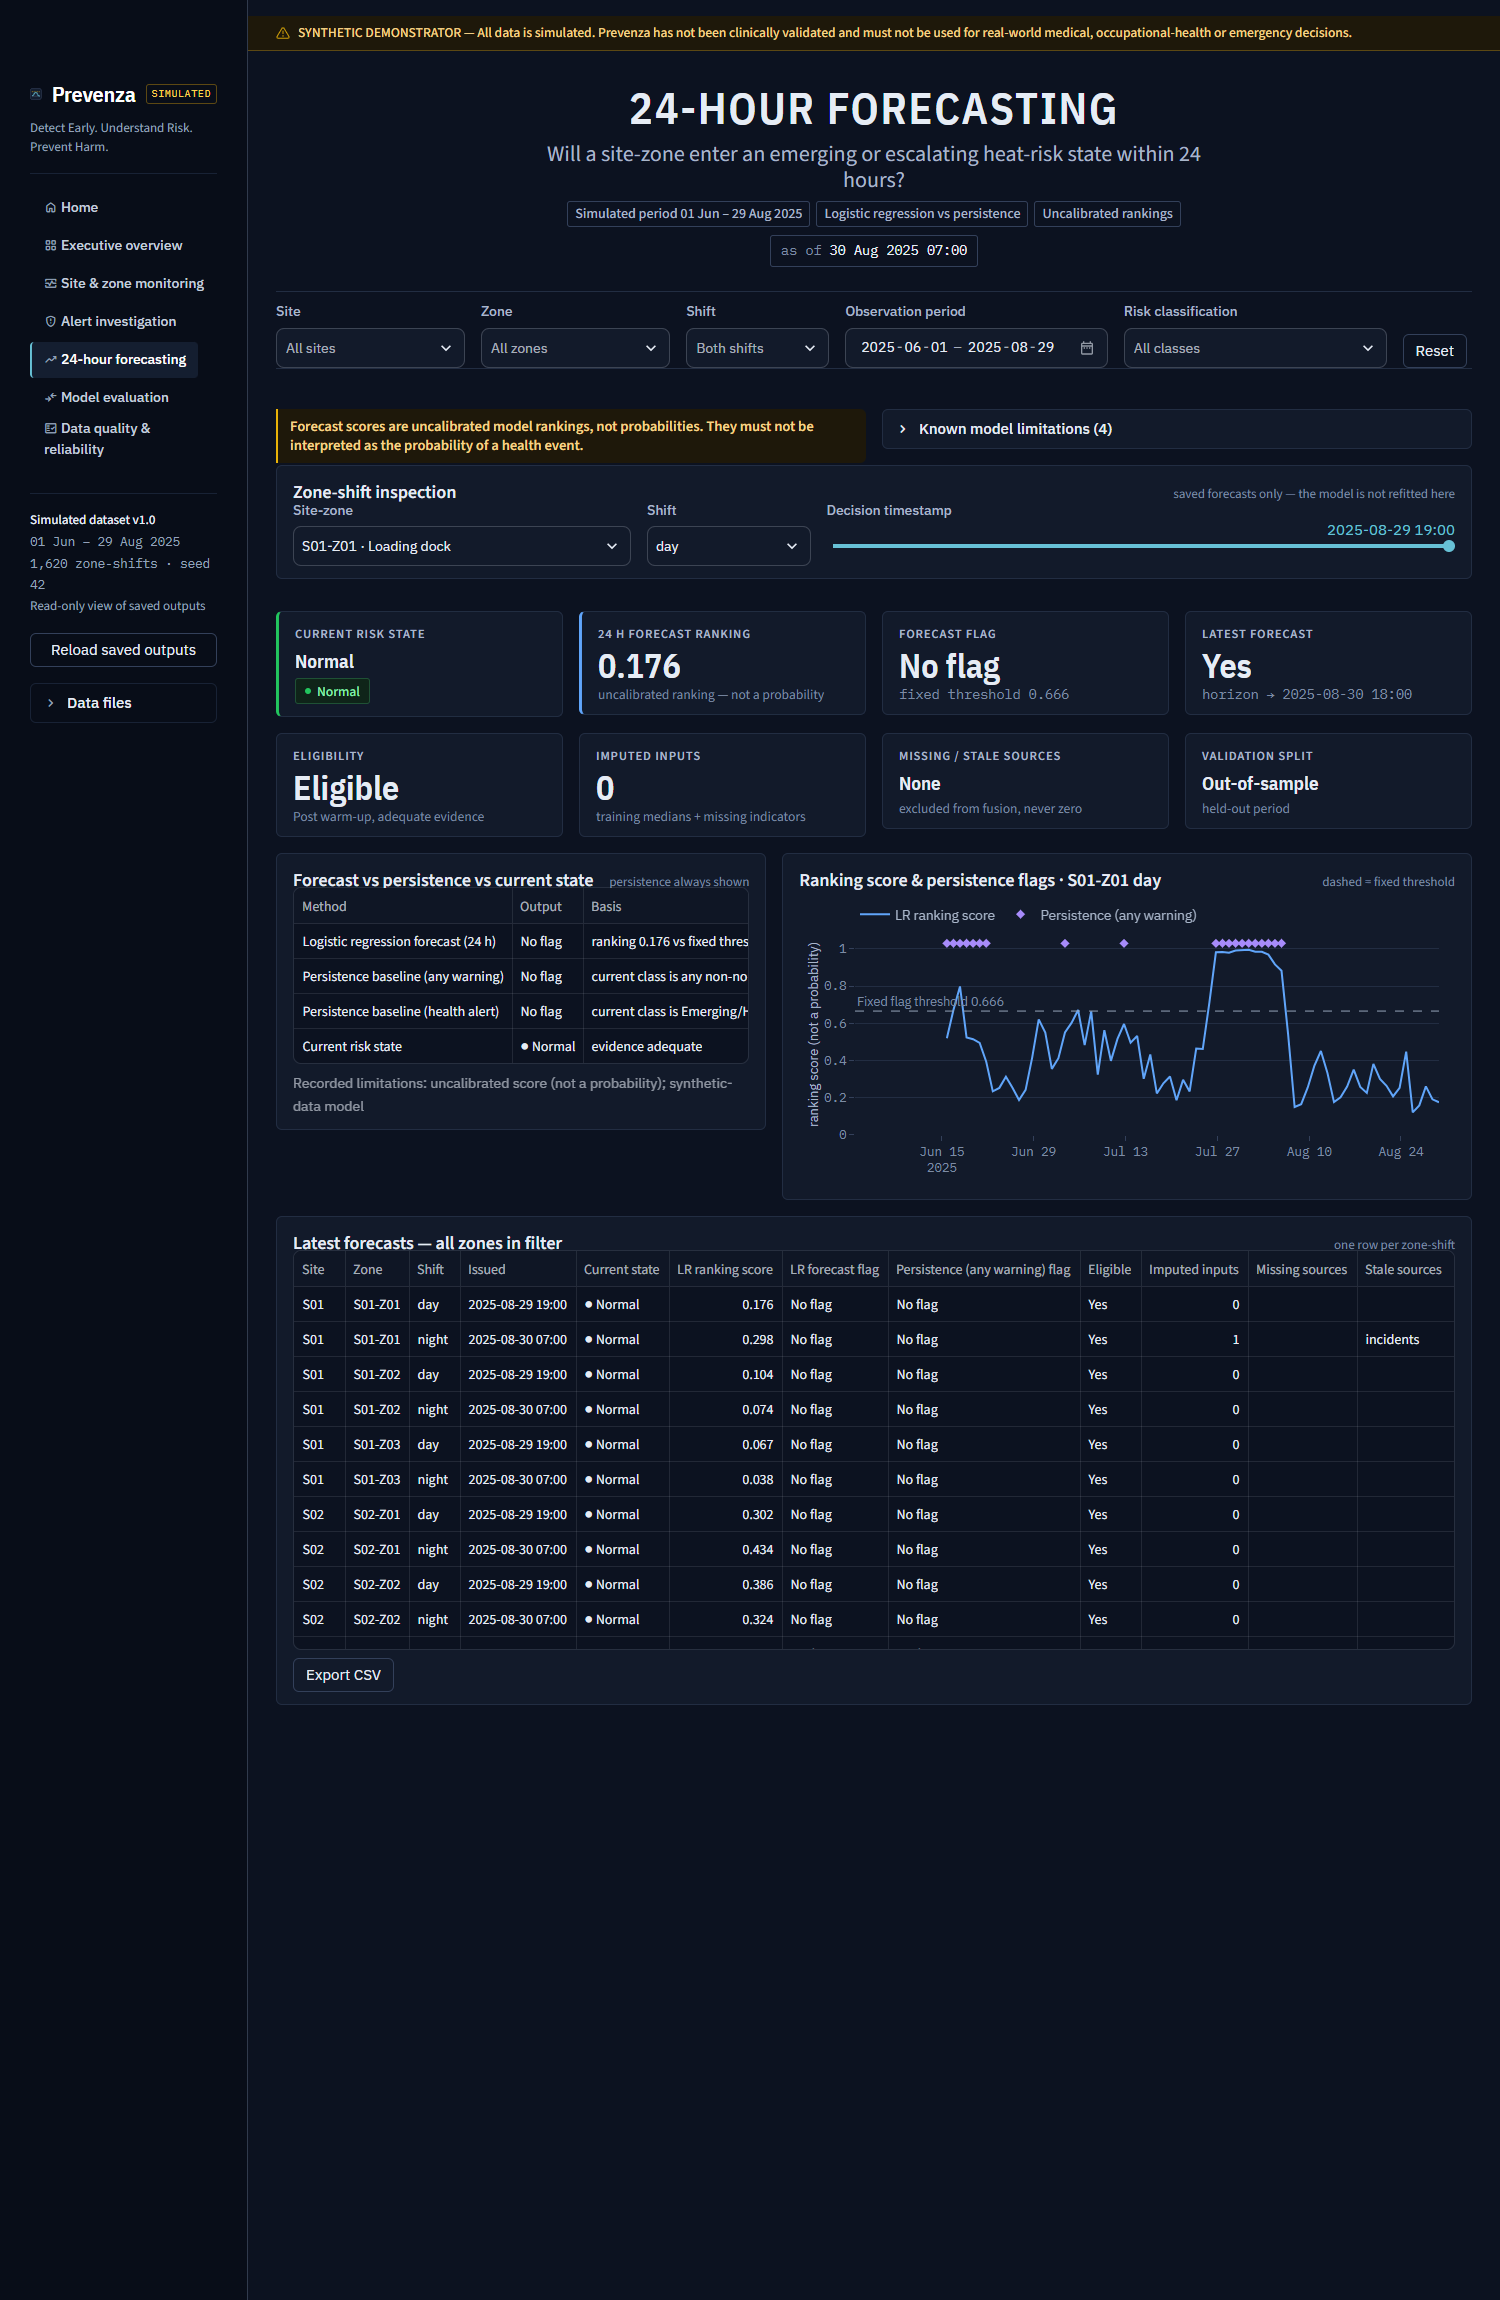 SYNTHETIC DEMONSTRATOR — All data is simulated. Prevenza has not been clinically validated and must not be used for real-world medical, occupational-health or emergency decisions.
Prevenza
SIMULATED
Detect Early. Understand Risk.
Prevent Harm.
Home
Executive overview
Site & zone monitoring
Alert investigation
24-hour forecasting
Model evaluation
Data quality &
reliability
Simulated dataset v1.0
01 Jun – 29 Aug 2025
1,620 zone-shifts · seed
42
Read-only view of saved outputs
Reload saved outputs
Data files
24-HOUR FORECASTING
Will a site-zone enter an emerging or escalating heat-risk state within 24
hours?
Simulated period 01 Jun – 29 Aug 2025
Logistic regression vs persistence
Uncalibrated rankings
as of 30 Aug 2025 07:00
Site
Zone
Shift
Observation period
Risk classification
All sites
All zones
Both shifts
2025-06-01 – 2025-08-29
All classes
Reset
Forecast scores are uncalibrated model rankings, not probabilities. They must not be
interpreted as the probability of a health event.
Known model limitations (4)
Zone-shift inspection
saved forecasts only — the model is not refitted here
Site-zone
Shift
Decision timestamp
S01-Z01 · Loading dock
day
2025-08-29 19:00
CURRENT RISK STATE
Normal
Normal
24 H FORECAST RANKING
0.176
uncalibrated ranking — not a probability
FORECAST FLAG
No flag
fixed threshold 0.666
LATEST FORECAST
Yes
horizon → 2025-08-30 18:00
ELIGIBILITY
Eligible
Post warm-up, adequate evidence
IMPUTED INPUTS
0
training medians + missing indicators
MISSING / STALE SOURCES
None
excluded from fusion, never zero
VALIDATION SPLIT
Out-of-sample
held-out period
Forecast vs persistence vs current state
persistence always shown
Method Output Basis
Logistic regression forecast (24 h) No flag ranking 0.176 vs fixed thres
Persistence baseline (any warning) No flag current class is any non-no
Persistence baseline (health alert) No flag current class is Emerging/H
Current risk state ● Normal evidence adequate
Recorded limitations: uncalibrated score (not a probability); synthetic-
data model
Ranking score & persistence flags · S01-Z01 day
dashed = fixed threshold
LR ranking score
Persistence (any warning)
ranking score (not a probability)
1
0.8
0.6
0.4
0.2
0
Fixed flag threshold 0.666
Jun 15
2025
Jun 29
Jul 13
Jul 27
Aug 10
Aug 24
Latest forecasts — all zones in filter
one row per zone-shift
Site Zone Shift Issued Current state LR ranking score LR forecast flag Persistence (any warning) flag Eligible Imputed inputs Missing sources Stale sources
S01 S01-Z01 day 2025-08-29 19:00 ● Normal 0.176 No flag No flag Yes 0
S01 S01-Z01 night 2025-08-30 07:00 ● Normal 0.298 No flag No flag Yes 1 incidents
S01 S01-Z02 day 2025-08-29 19:00 ● Normal 0.104 No flag No flag Yes 0
S01 S01-Z02 night 2025-08-30 07:00 ● Normal 0.074 No flag No flag Yes 0
S01 S01-Z03 day 2025-08-29 19:00 ● Normal 0.067 No flag No flag Yes 0
S01 S01-Z03 night 2025-08-30 07:00 ● Normal 0.038 No flag No flag Yes 0
S02 S02-Z01 day 2025-08-29 19:00 ● Normal 0.302 No flag No flag Yes 0
S02 S02-Z01 night 2025-08-30 07:00 ● Normal 0.434 No flag No flag Yes 0
S02 S02-Z02 day 2025-08-29 19:00 ● Normal 0.386 No flag No flag Yes 0
S02 S02-Z02 night 2025-08-30 07:00 ● Normal 0.324 No flag No flag Yes 0
Export CSV